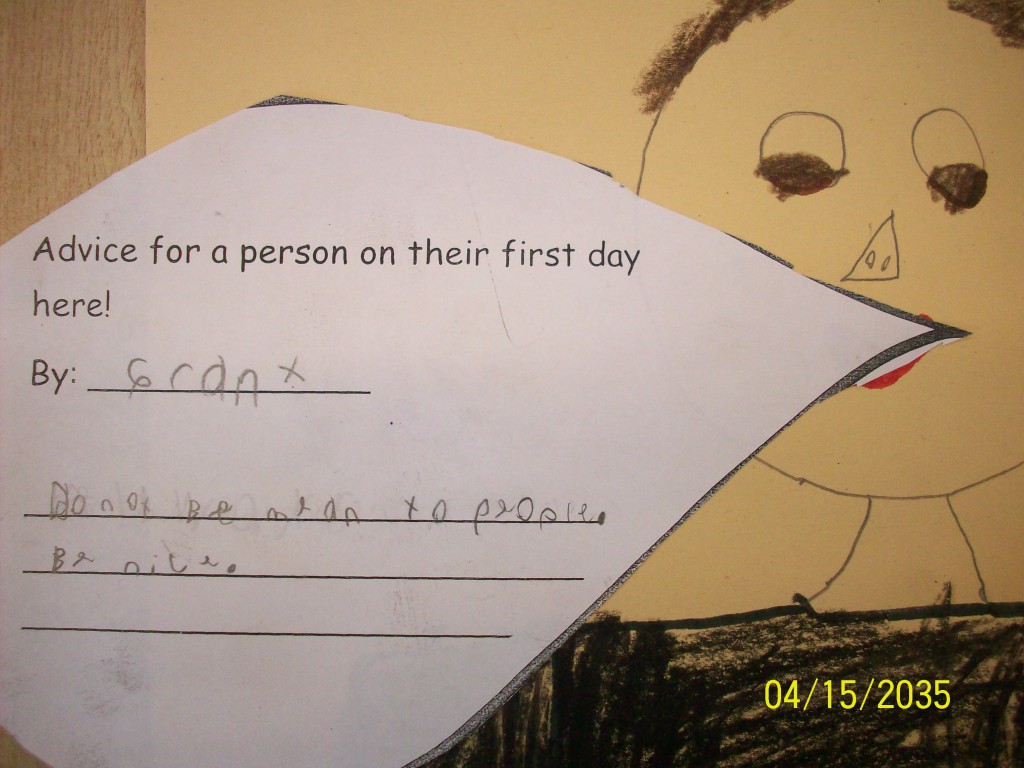 Advice for a person on their first day
here!
By: Grant
Do not Be mean to people.
Be nice.
04/15/2035